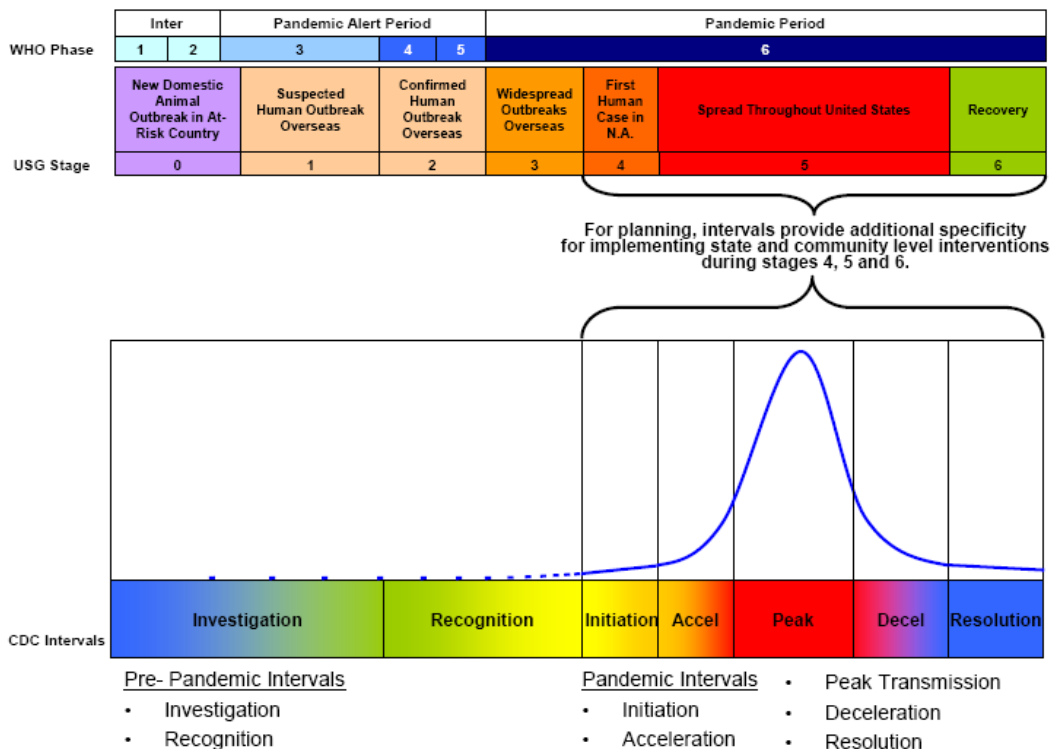 Inter Pandemic Alert Period Pandemic Period
WHO Phase 1 2 3 4 5 6
New Domestic
Animal
Outbreak in At-
Risk Country
Suspected
Human Outbreak
Overseas
Confirmed
Human
Outbreak
Overseas
Widespread
Outbreaks
Overseas
First
Human
Case in
N.A.
Spread Throughout United States
Recovery
USG Stage 0 1 2 3 4 5 6
For planning, intervals provide additional specificity
for implementing state and community level interventions
during stages 4, 5 and 6.
CDC Intervals Investigation Recognition Initiation Accel Peak Decel Resolution
Pre- Pandemic Intervals
• Investigation
• Recognition
Pandemic Intervals
• Initiation
• Acceleration
• Peak Transmission
• Deceleration
• Resolution